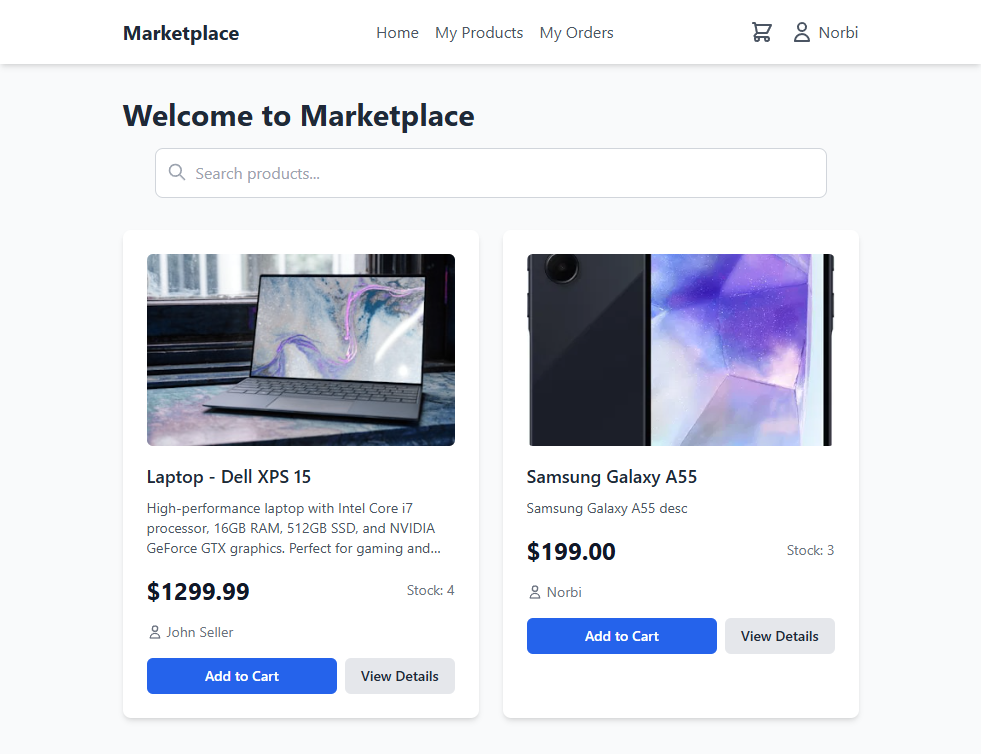 Marketplace
Home My Products My Orders
Norbi
Welcome to Marketplace
Search products...
Laptop - Dell XPS 15
High-performance laptop with Intel Core i7
processor, 16GB RAM, 512GB SSD, and NVIDIA
GeForce GTX graphics. Perfect for gaming and...
$1299.99
Stock: 4
John Seller
Add to Cart
View Details
Samsung Galaxy A55
Samsung Galaxy A55 desc
$199.00
Stock: 3
Norbi
Add to Cart
View Details